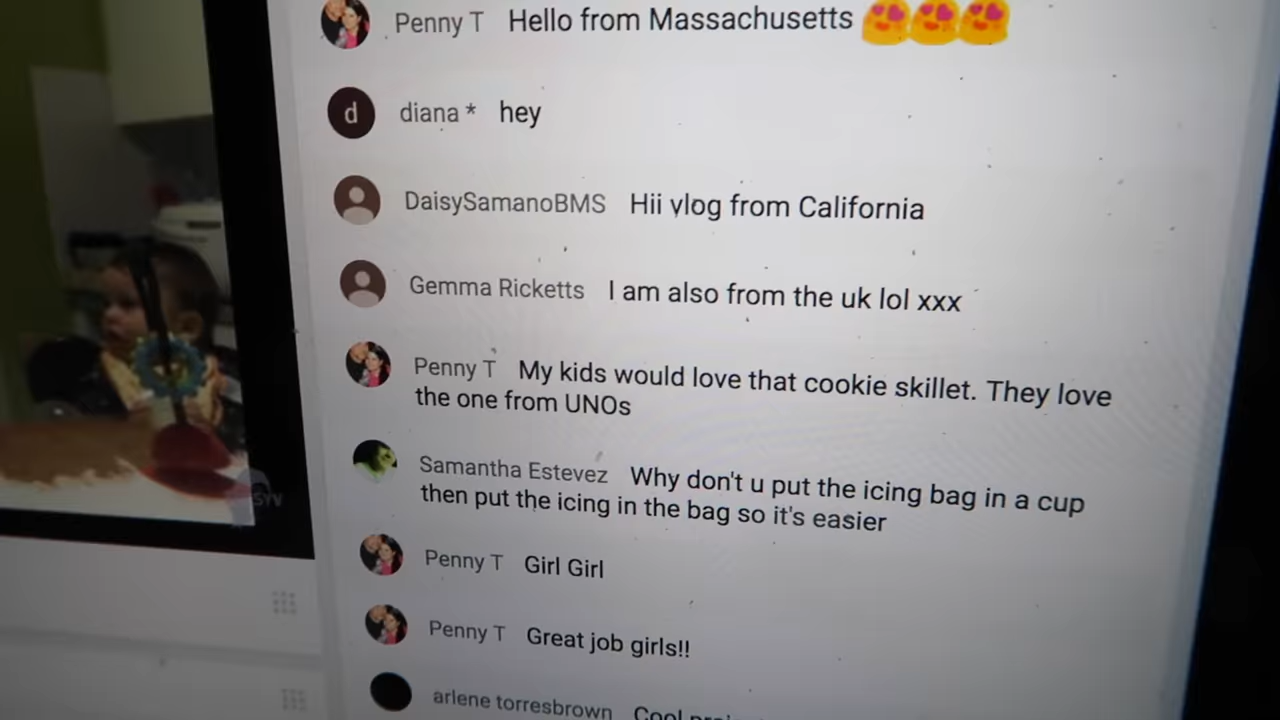 Penny T Hello from Massachusetts 😍😍😍
diana * hey
d
DaisySamanoBMS Hii vlog from California
Gemma Ricketts I am also from the uk lol xxx
Penny T My kids would love that cookie skillet. They love
the one from UNOs
Samantha Estevez Why don't u put the icing bag in a cup
then put the icing in the bag so it's easier
SYV
Penny T Girl Girl
Penny T Great job girls!!
arlene torresbrown Cool